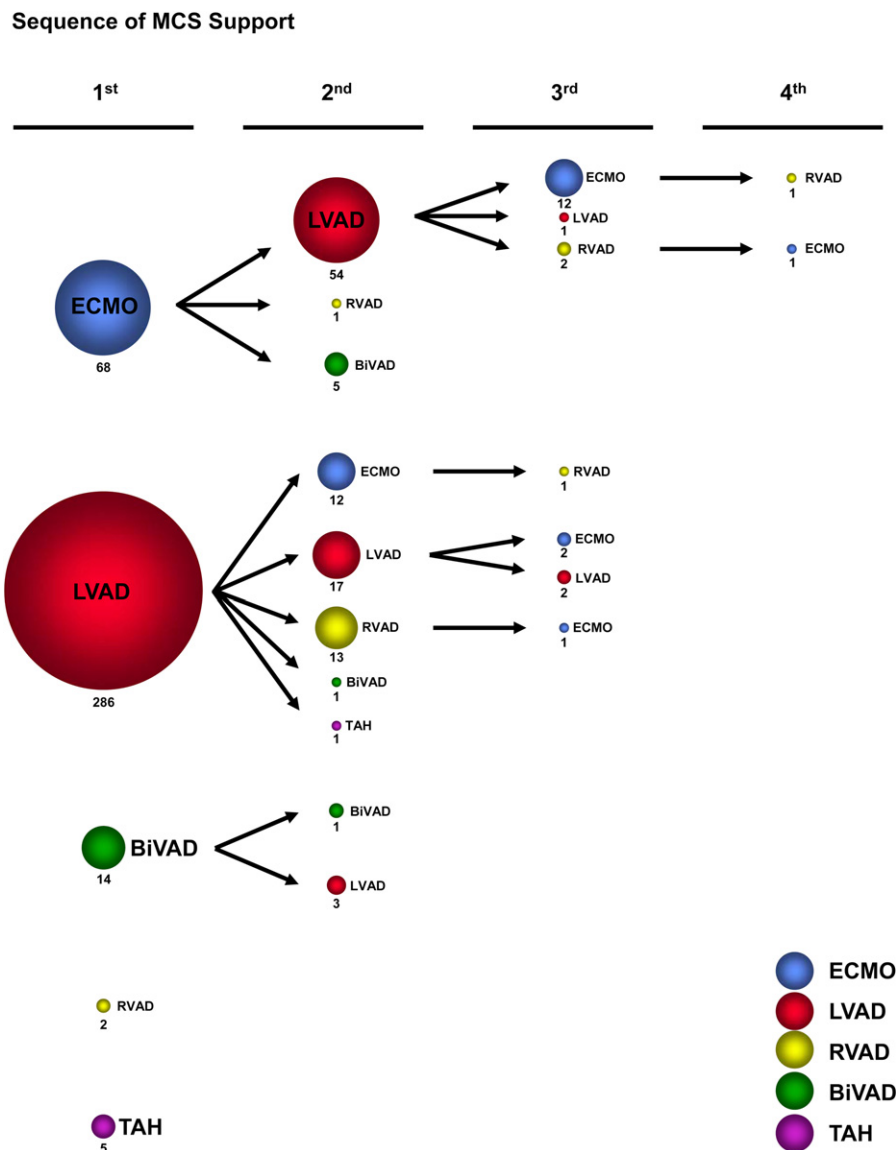 Sequence of MCS Support
1st 2nd 3rd 4th
ECMO
68
LVAD
54
RVAD
1
BiVAD
5
ECMO
12
LVAD
1
RVAD
2
RVAD
1
ECMO
1
LVAD
286
ECMO
12
LVAD
17
RVAD
13
BiVAD
1
TAH
1
RVAD
1
ECMO
2
LVAD
2
ECMO
1
BiVAD
14
BiVAD
1
LVAD
3
RVAD
2
TAH
5
ECMO
LVAD
RVAD
BiVAD
TAH